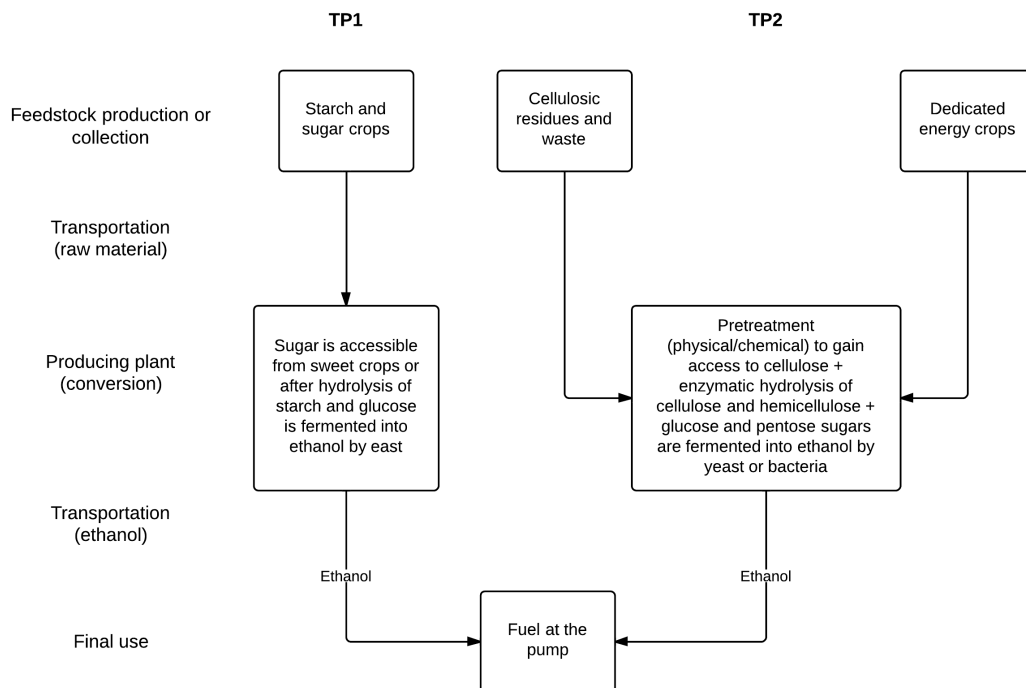 TP1
TP2
Feedstock production or
collection
Starch and
sugar crops
Cellulosic
residues and
waste
Dedicated
energy crops
Transportation
(raw material)
Producing plant
(conversion)
Sugar is accessible
from sweet crops or
after hydrolysis of
starch and glucose
is fermented into
ethanol by east
Pretreatment
(physical/chemical) to gain
access to cellulose +
enzymatic hydrolysis of
cellulose and hemicellulose +
glucose and pentose sugars
are fermented into ethanol by
yeast or bacteria
Transportation
(ethanol)
Ethanol
Ethanol
Final use
Fuel at the
pump